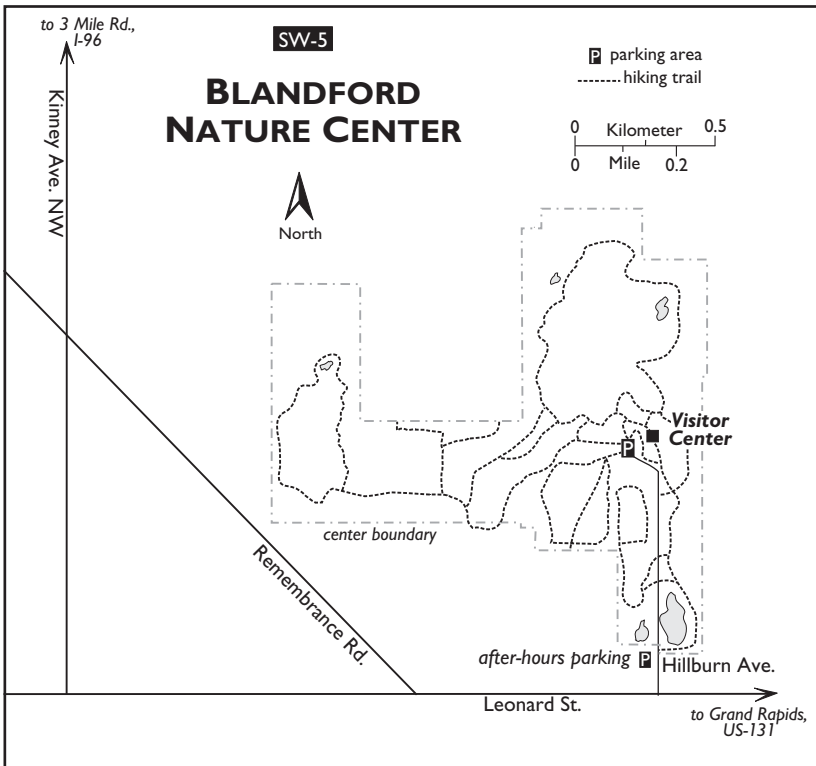 to 3 Mile Rd.,
I-96
SW-5
BLANDFORD
NATURE CENTER
P parking area
hiking trail
0 Kilometer 0.5
0 Mile 0.2
Kinney Ave. NW
North
Visitor
Center
P
center boundary
Remembrance Rd.
after-hours parking P
Hillburn Ave.
Leonard St.
to Grand Rapids,
US-131